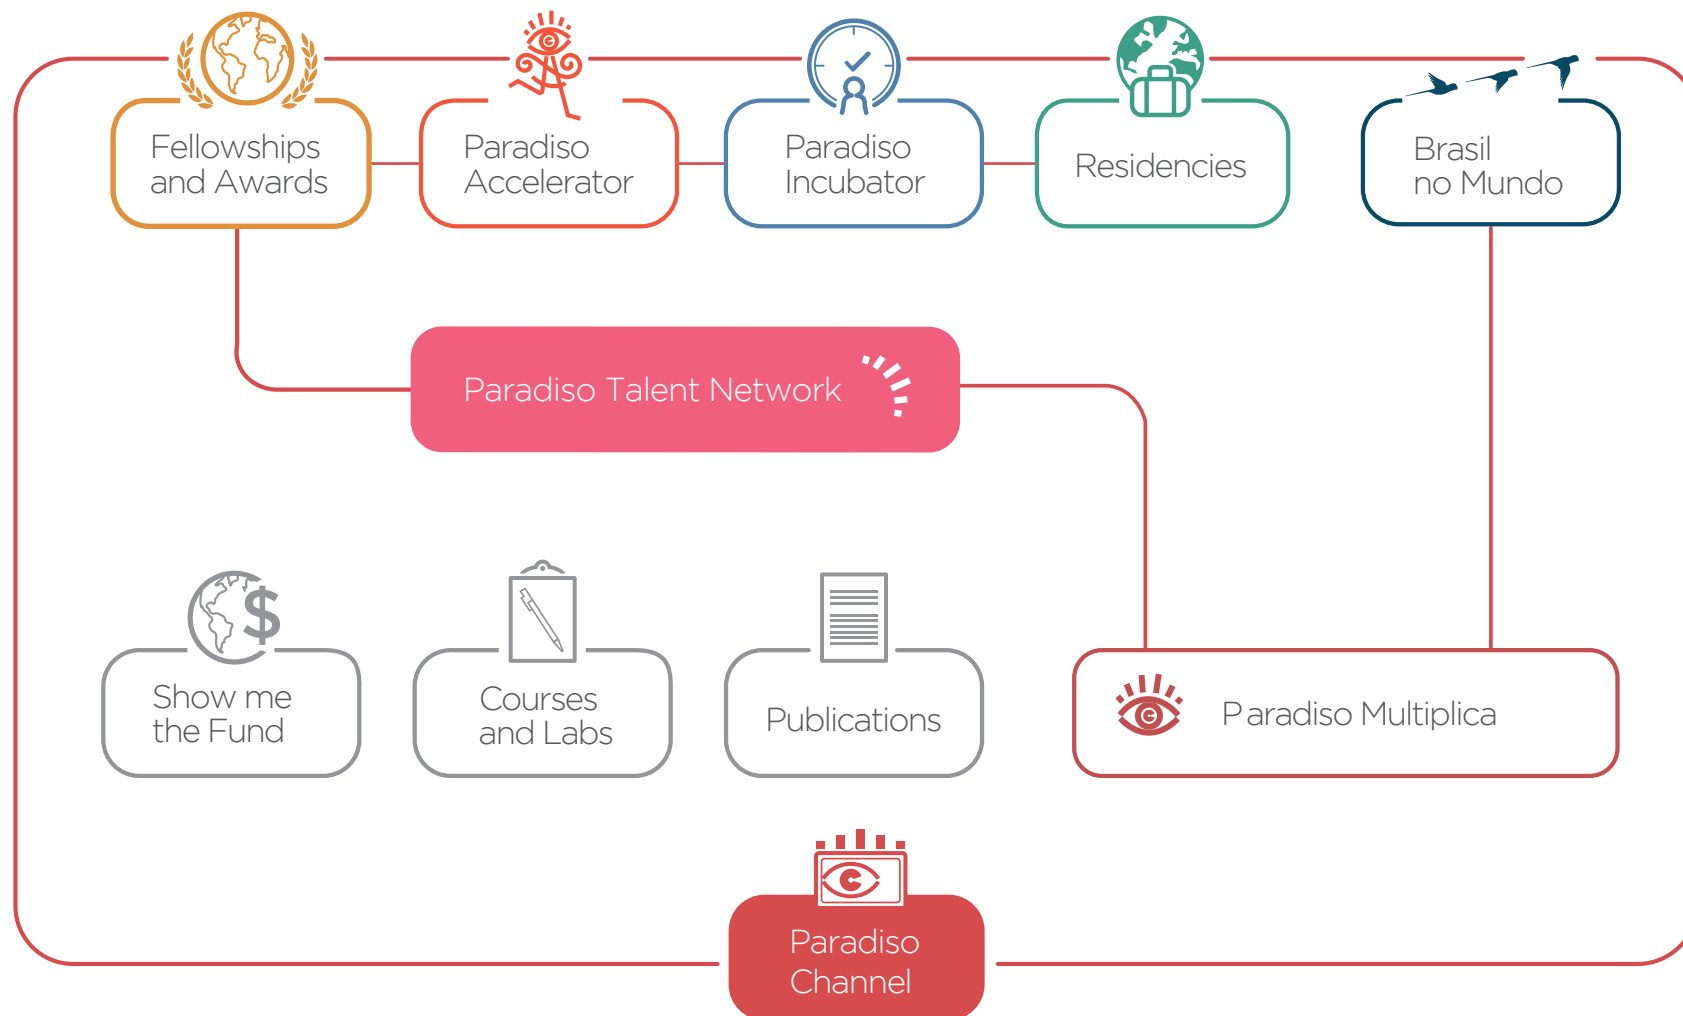 Fellowships
and Awards
Paradiso
Accelerator
Paradiso
Incubator
Residencies
Brasil
no Mundo
Paradiso Talent Network
Show me
the Fund
Courses
and Labs
Publications
Paradiso Multiplica
Paradiso
Channel